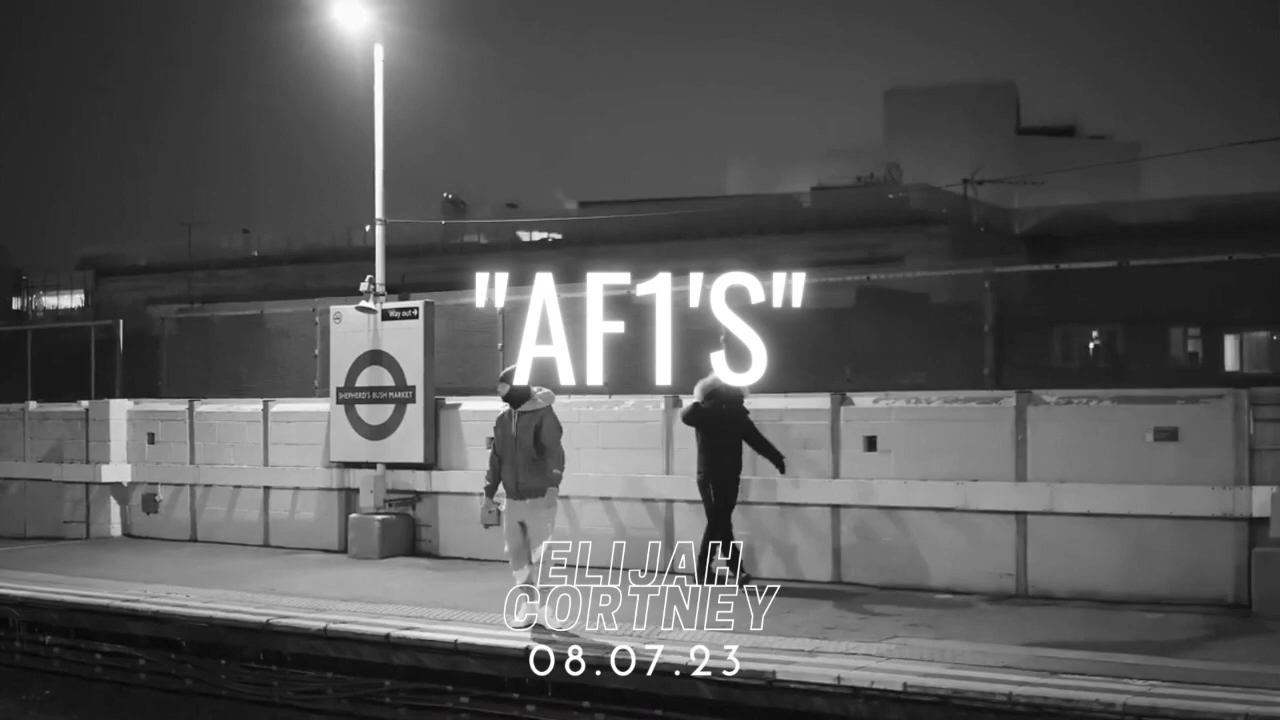 Way out→
"AF1'S"
SHEPHERD'S BUSH MARKET
ELIJAH
CORTNEY
08.07.23